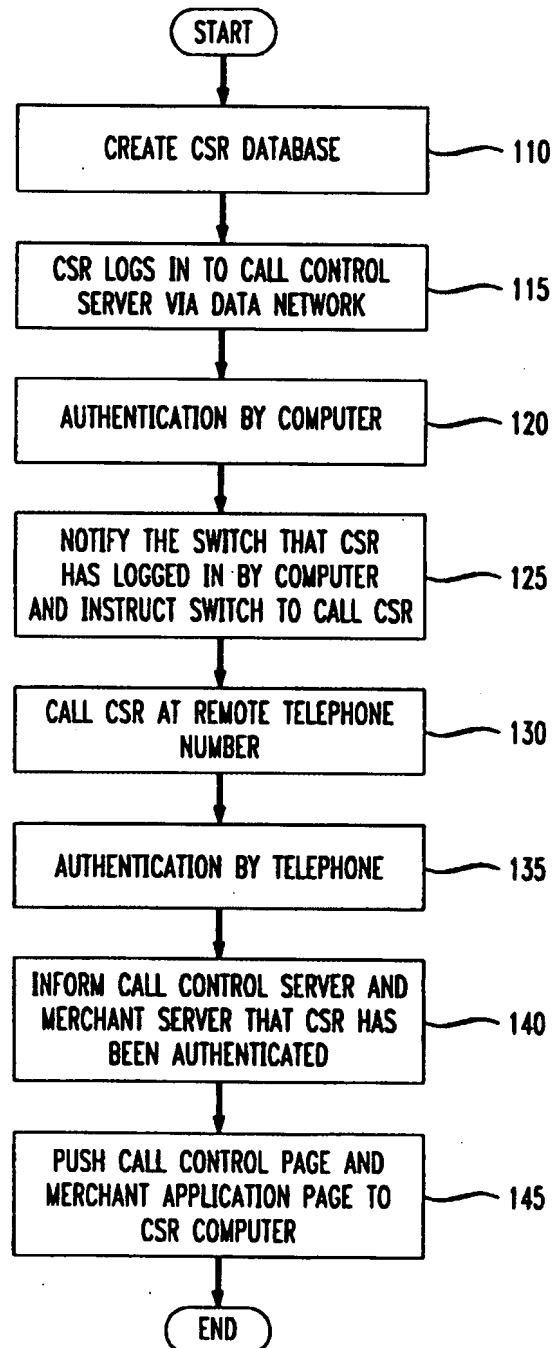 START
CREATE CSR DATABASE
110
CSR LOGS IN TO CALL CONTROL
SERVER VIA DATA NETWORK
115
AUTHENTICATION BY COMPUTER
120
NOTIFY THE SWITCH THAT CSR
HAS LOGGED IN BY COMPUTER
AND INSTRUCT SWITCH TO CALL CSR
125
CALL CSR AT REMOTE TELEPHONE
NUMBER
130
AUTHENTICATION BY TELEPHONE
135
INFORM CALL CONTROL SERVER AND
MERCHANT SERVER THAT CSR HAS
BEEN AUTHENTICATED
140
PUSH CALL CONTROL PAGE AND
MERCHANT APPLICATION PAGE TO
CSR COMPUTER
145
END